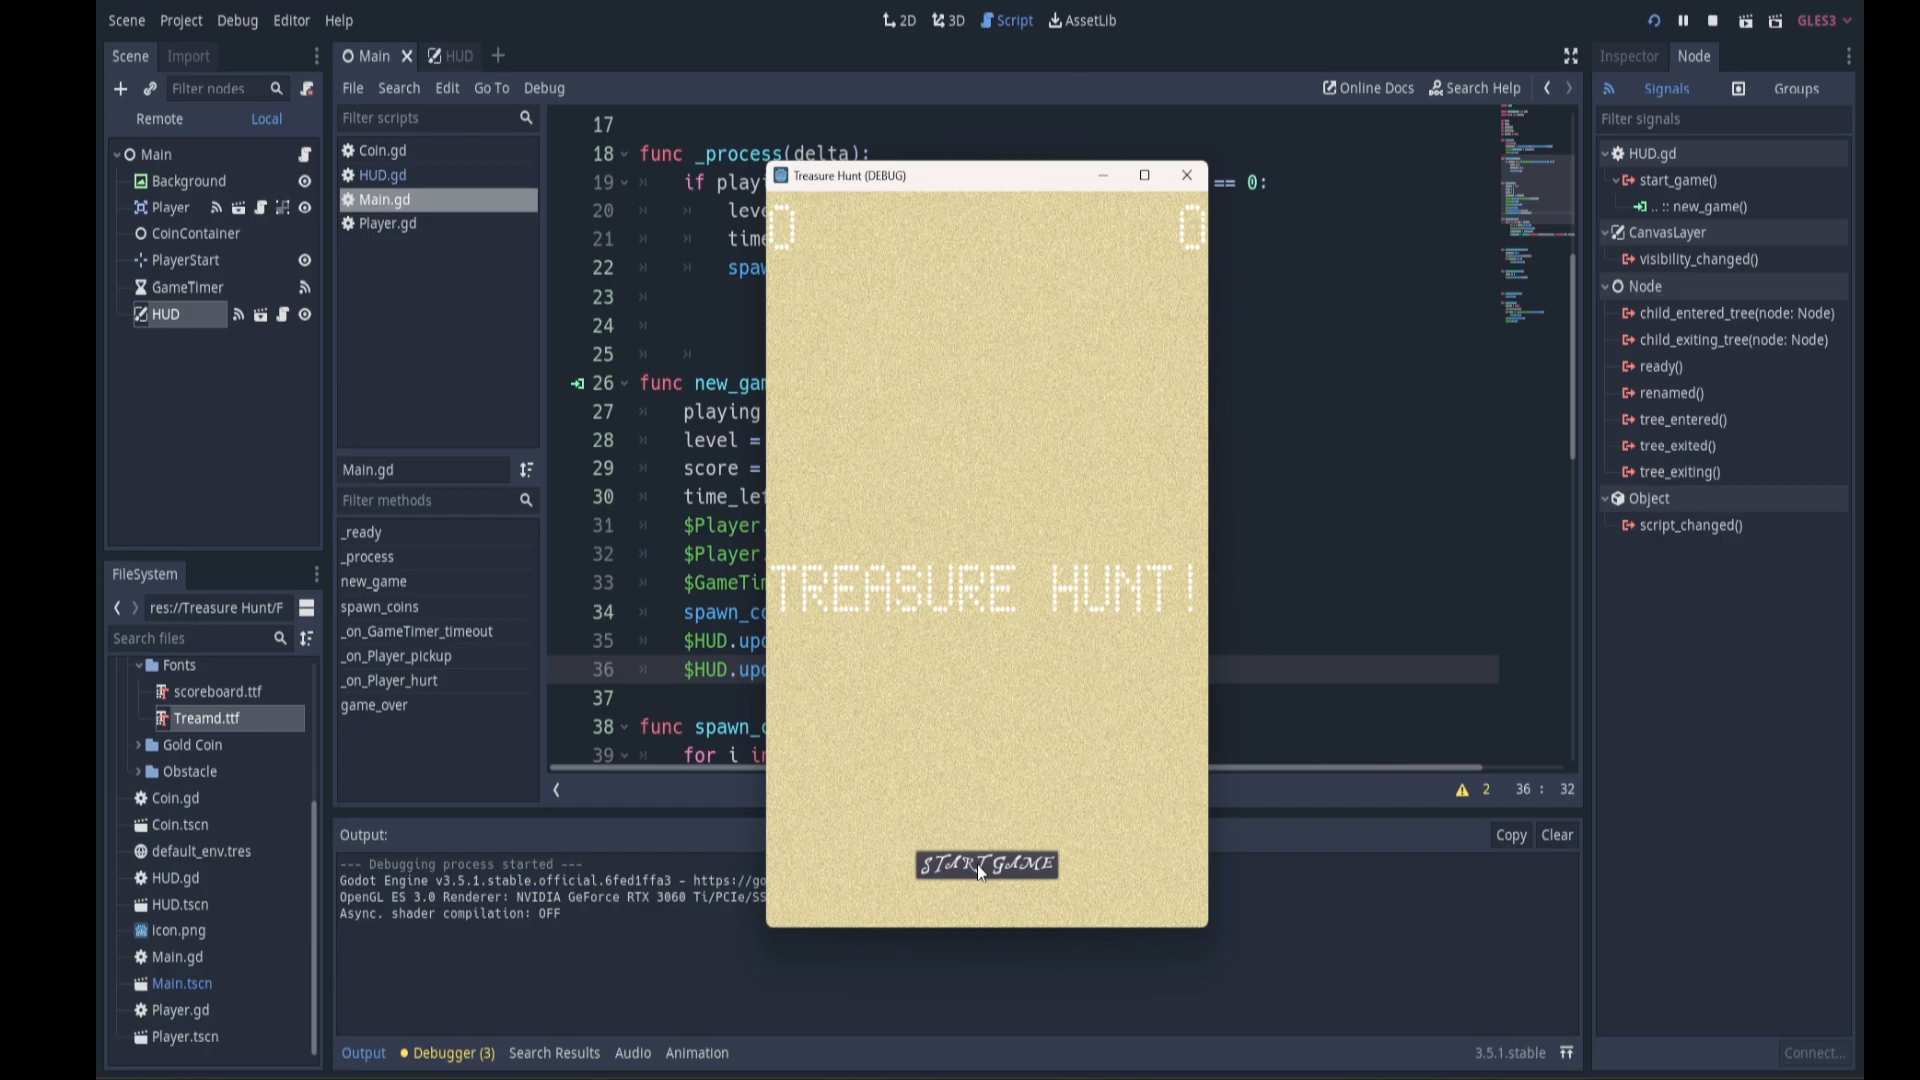 Scene Project Debug Editor Help
2D 3D Script AssetLib
GLES3
Scene Import
Filter nodes
Remote Local
Main
Background
Player
CoinContainer
PlayerStart
GameTimer
HUD
FileSystem
res://Treasure Hunt/F
Search files
Fonts
scoreboard.ttf
Treamd.ttf
Gold Coin
Obstacle
Coin.gd
Coin.tscn
default_env.tres
HUD.gd
HUD.tscn
icon.png
Main.gd
Main.tscn
Player.gd
Player.tscn
Main HUD
File Search Edit Go To Debug
Online Docs Search Help
Filter scripts
Coin.gd
HUD.gd
Main.gd
Player.gd
Main.gd
Filter methods
_ready
_process
new_game
spawn_coins
_on_GameTimer_timeout
_on_Player_pickup
_on_Player_hurt
game_over
17
18 func _process(delta):
19 if play == 0:
20 leve
21 time
22 spaw
23
24
25
26 func new_gam
27 playing
28 level =
29 score =
30 time_lef
31 $Player.
32 $Player.
33 $GameTim
34 spawn_co
35 $HUD.upd
36 $HUD.upd
37
38 func spawn_c
39 for i in
2 36 : 32
Treasure Hunt (DEBUG)
0 0
TREASURE HUNT!
START GAME
Output:
Copy Clear
--- Debugging process started ---
Godot Engine v3.5.1.stable.official.6fed1ffa3 - https://go
OpenGL ES 3.0 Renderer: NVIDIA GeForce RTX 3060 Ti/PCIe/SS
Async. shader compilation: OFF
Output Debugger (3) Search Results Audio Animation
3.5.1.stable
Inspector Node
Signals Groups
Filter signals
HUD.gd
start_game()
.. :: new_game()
CanvasLayer
visibility_changed()
Node
child_entered_tree(node: Node)
child_exiting_tree(node: Node)
ready()
renamed()
tree_entered()
tree_exited()
tree_exiting()
Object
script_changed()
Connect...